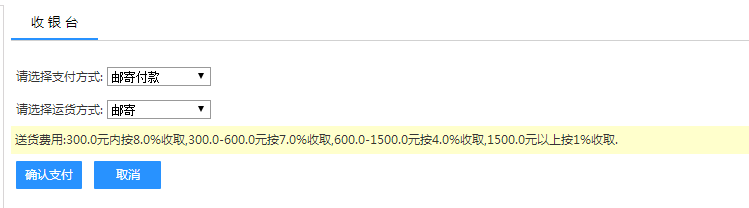 收 银 台
请选择支付方式: 邮寄付款
请选择运货方式: 邮寄
送货费用:300.0元内按8.0%收取,300.0-600.0元按7.0%收取,600.0-1500.0元按4.0%收取,1500.0元以上按1%收取.
确认支付 取消